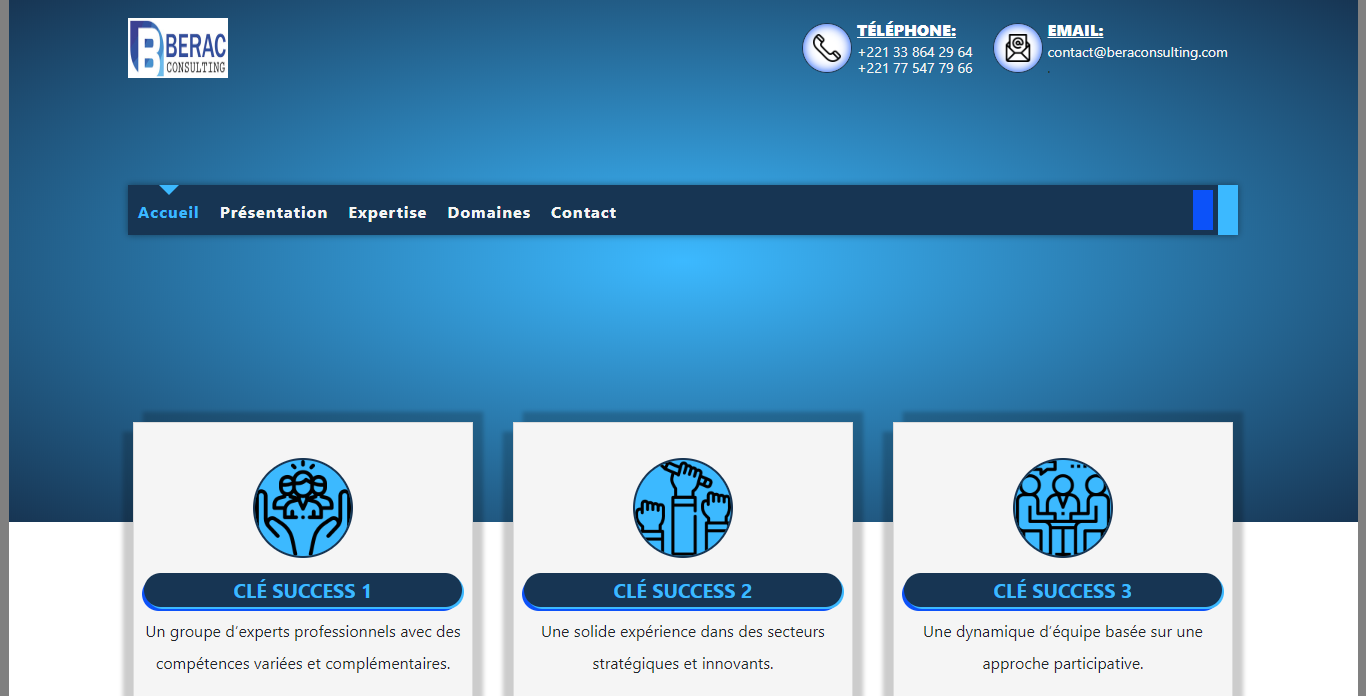 BERAC
CONSULTING
TÉLÉPHONE:
+221 33 864 29 64
+221 77 547 79 66
EMAIL:
contact@beraconsulting.com
.
Accueil Présentation Expertise Domaines Contact
CLÉ SUCCESS 1
Un groupe d'experts professionnels avec des
compétences variées et complémentaires.
CLÉ SUCCESS 2
Une solide expérience dans des secteurs
stratégiques et innovants.
CLÉ SUCCESS 3
Une dynamique d'équipe basée sur une
approche participative.